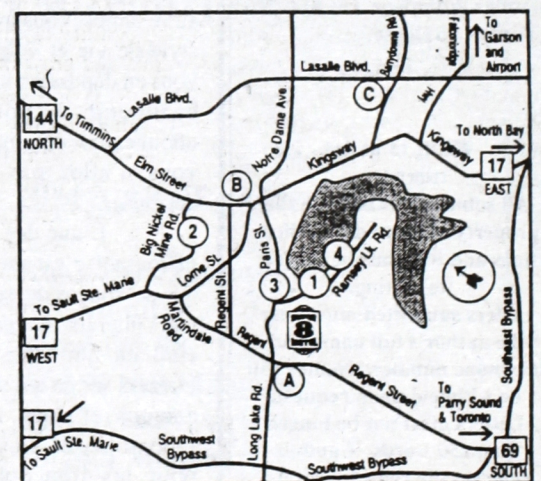 To
Garson
and
Airport
Falconbridge
Hwy
Barrydowne Rd.
Lasalle Blvd.
C
144
NORTH
To Timmins
Lasalle Blvd.
Notre Dame Ave.
Elm Street
Kingsway
Kingsway
To North Bay
17
EAST
B
Big Nickel
Mine Rd.
2
Lorne St.
Paris St.
Regent St.
3
1
4
Ramsey Lk. Rd.
To Sault Ste. Marie
17
WEST
Martindale
Road
Regent
8
A
Regent Street
Southeast Bypass
To
Parry Sound
& Toronto
17
To Sault Ste. Marie
Southwest
Bypass
Long Lake Rd.
Southwest Bypass
69
SOUTH